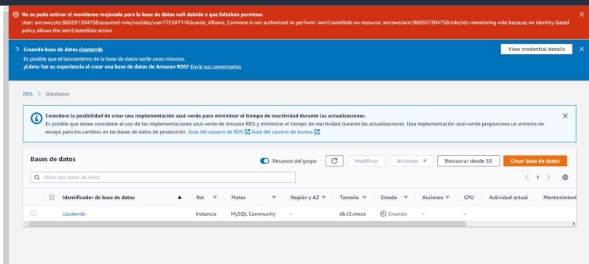 No se pudo activar el monitoreo mejorado para la base de datos null debido a que faltaban permisos
User: arn:aws:sts::969591304758:assumed-role/voclabs/user1753871=Eduardo_Albano_Carmona is not authorized to perform: iam:CreateRole on resource: arn:aws:iam::969591304758:role/rds-monitoring-role because no identity-based
policy allows the iam:CreateRole action
Creando base de datos clusterrds
View credential details
Es posible que el lanzamiento de la base de datos tarde unos minutos.
¿Cómo fue su experiencia al crear una base de datos de Amazon RDS? Envíe sus comentarios
RDS > Databases
Considere la posibilidad de crear una implementación azul-verde para minimizar el tiempo de inactividad durante las actualizaciones.
Es posible que desee considerar el uso de las implementaciones azul-verde de Amazon RDS y minimizar el tiempo de inactividad durante las actualizaciones. Una implementación azul-verde proporciona un entorno de
ensayo para los cambios en las bases de datos de producción. Guía del usuario de RDS Guía del usuario de Aurora
Bases de datos
Recursos del grupo
Modificar
Acciones
Restaurar desde S3
Crear base de datos
Filtrar por bases de datos
1
Identificador de base de datos Rol Motor Región y AZ Tamaño Estado Acciones CPU Actividad actual Mantenimient
clusterrds Instancia MySQL Community - db.t3.micro Creando - -